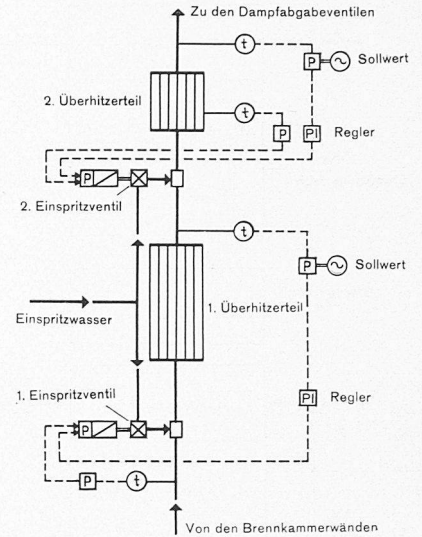 Zu den Dampfabgabeventilen
t
P
Sollwert
2. Überhitzerteil
t
P
PI
Regler
P
2. Einspritzventil
t
P
Sollwert
Einspritzwasser
1. Überhitzerteil
1. Einspritzventil
PI
Regler
P
P
t
Von den Brennkammerwänden